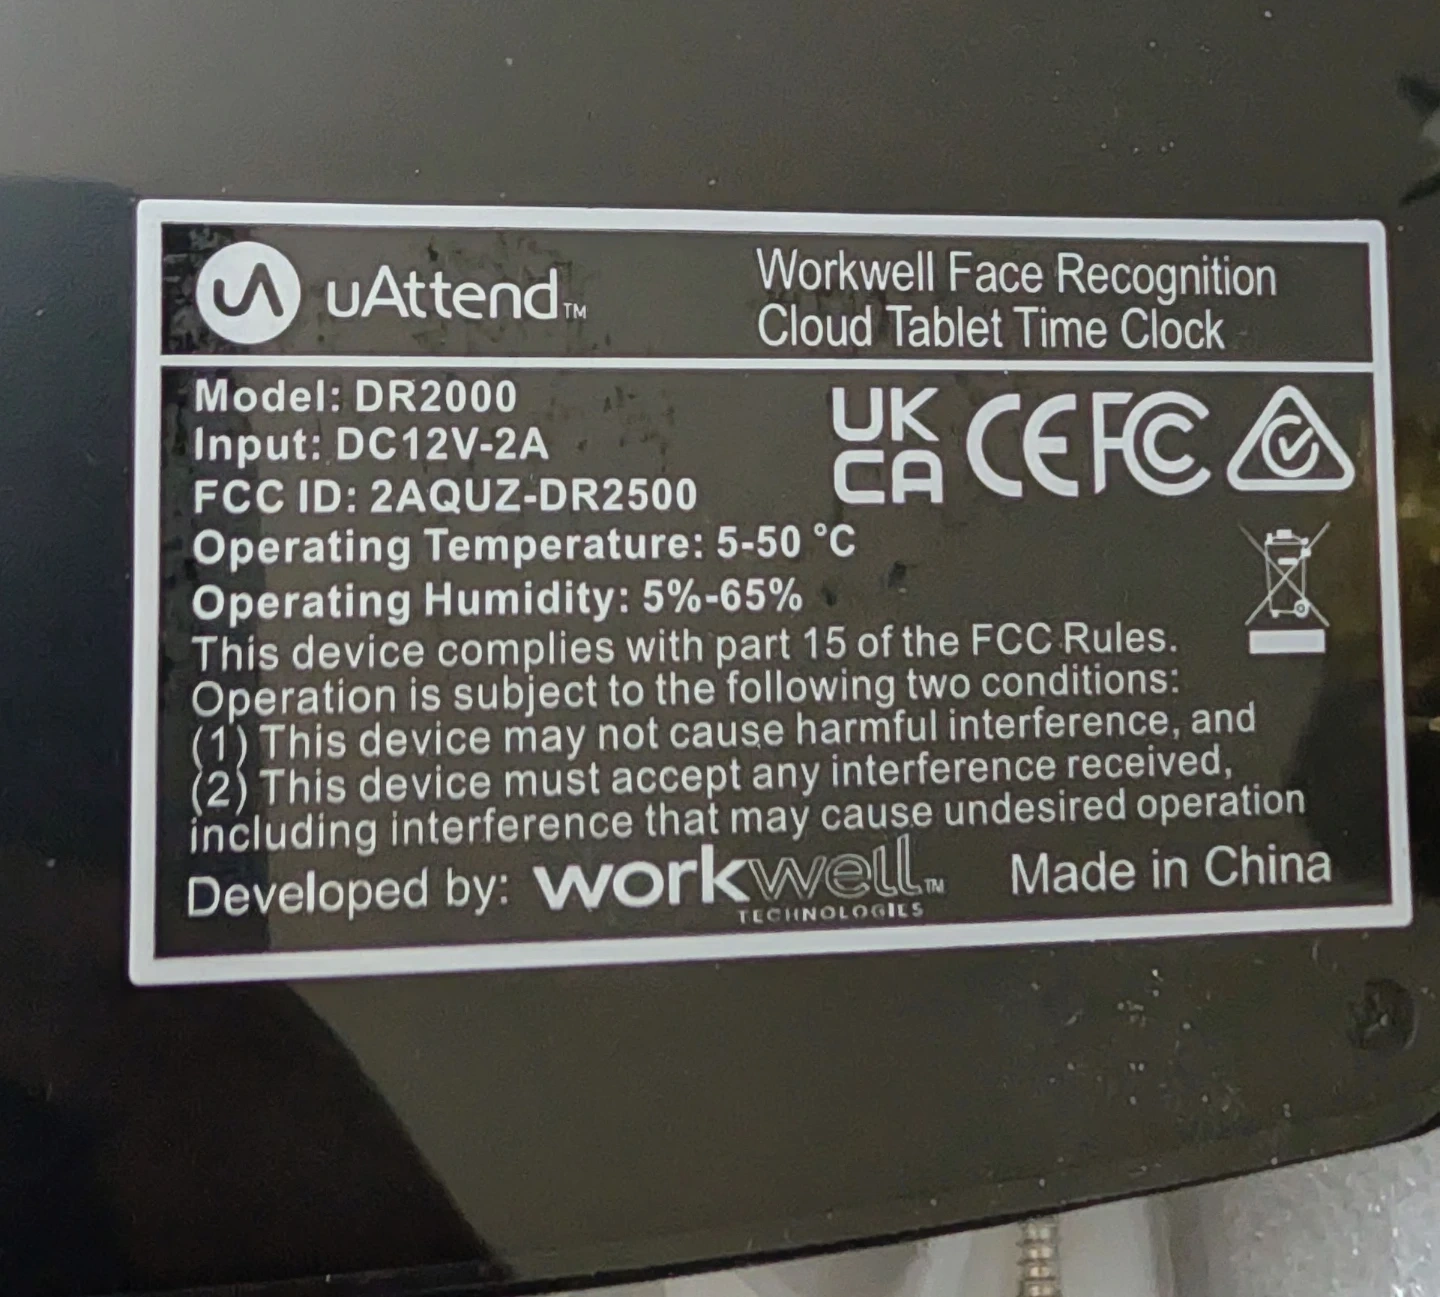 uAttend™
Workwell Face Recognition
Cloud Tablet Time Clock
Model: DR2000
Input: DC12V-2A
FCC ID: 2AQUZ-DR2500
Operating Temperature: 5-50 °C
Operating Humidity: 5%-65%
UK
CA
CE FC
This device complies with part 15 of the FCC Rules.
Operation is subject to the following two conditions:
(1) This device may not cause harmful interference, and
(2) This device must accept any interference received,
including interference that may cause undesired operation
Developed by: workwell™
TECHNOLOGIES
Made in China